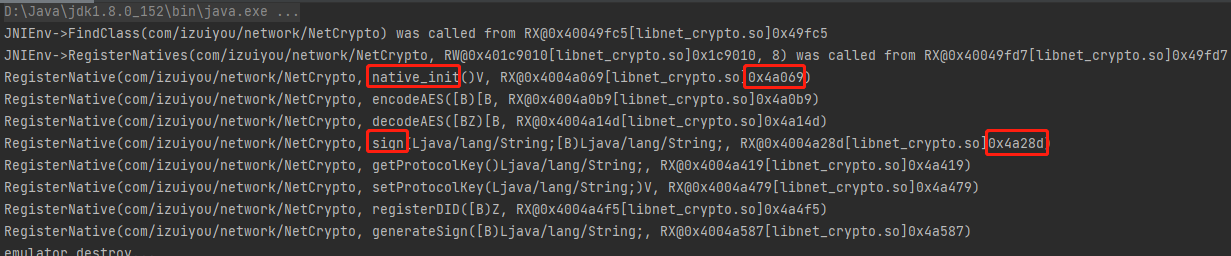 D:\Java\jdk1.8.0_152\bin\java.exe ...
JNIEnv->FindClass(com/izuiyou/network/NetCrypto) was called from RX@0x40049fc5[libnet_crypto.so]0x49fc5
JNIEnv->RegisterNatives(com/izuiyou/network/NetCrypto, RW@0x401c9010[libnet_crypto.so]0x1c9010, 8) was called from RX@0x40049fd7[libnet_crypto.so]0x49fd7
RegisterNative(com/izuiyou/network/NetCrypto, native_init()V, RX@0x4004a069[libnet_crypto.so]0x4a069)
RegisterNative(com/izuiyou/network/NetCrypto, encodeAES([B)[B, RX@0x4004a0b9[libnet_crypto.so]0x4a0b9)
RegisterNative(com/izuiyou/network/NetCrypto, decodeAES([BZ)[B, RX@0x4004a14d[libnet_crypto.so]0x4a14d)
RegisterNative(com/izuiyou/network/NetCrypto, sign(Ljava/lang/String;[B)Ljava/lang/String;, RX@0x4004a28d[libnet_crypto.so]0x4a28d)
RegisterNative(com/izuiyou/network/NetCrypto, getProtocolKey()Ljava/lang/String;, RX@0x4004a419[libnet_crypto.so]0x4a419)
RegisterNative(com/izuiyou/network/NetCrypto, setProtocolKey(Ljava/lang/String;)V, RX@0x4004a479[libnet_crypto.so]0x4a479)
RegisterNative(com/izuiyou/network/NetCrypto, registerDID([B)Z, RX@0x4004a4f5[libnet_crypto.so]0x4a4f5)
RegisterNative(com/izuiyou/network/NetCrypto, generateSign([B)Ljava/lang/String;, RX@0x4004a587[libnet_crypto.so]0x4a587)
emulator destroy